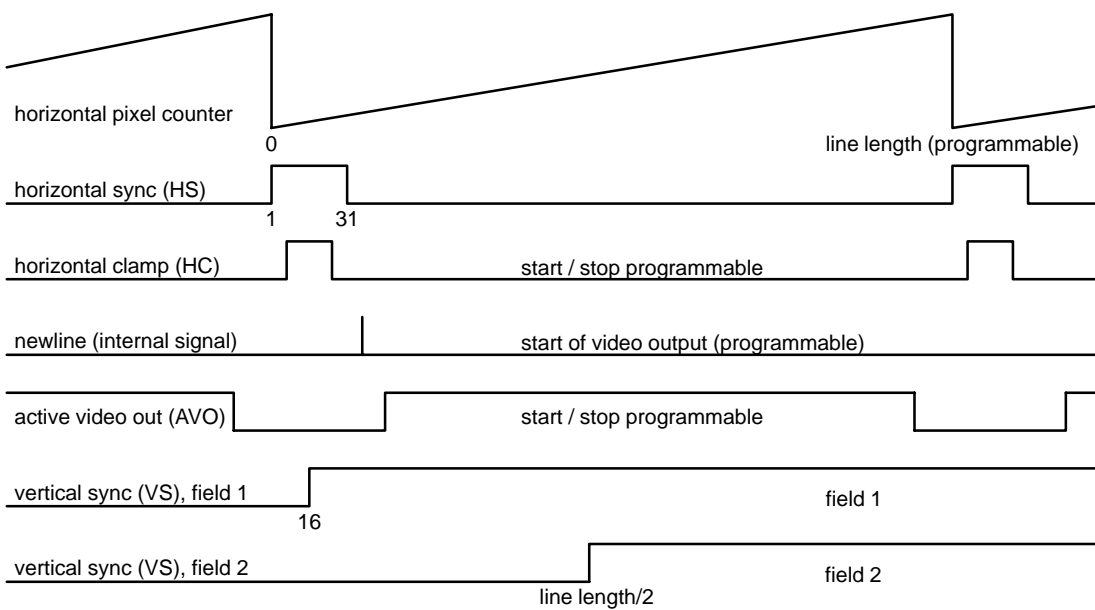 horizontal pixel counter
0
line length (programmable)
horizontal sync (HS)
1
31
horizontal clamp (HC)
start / stop programmable
newline (internal signal)
start of video output (programmable)
active video out (AVO)
start / stop programmable
vertical sync (VS), field 1
field 1
16
vertical sync (VS), field 2
field 2
line length/2